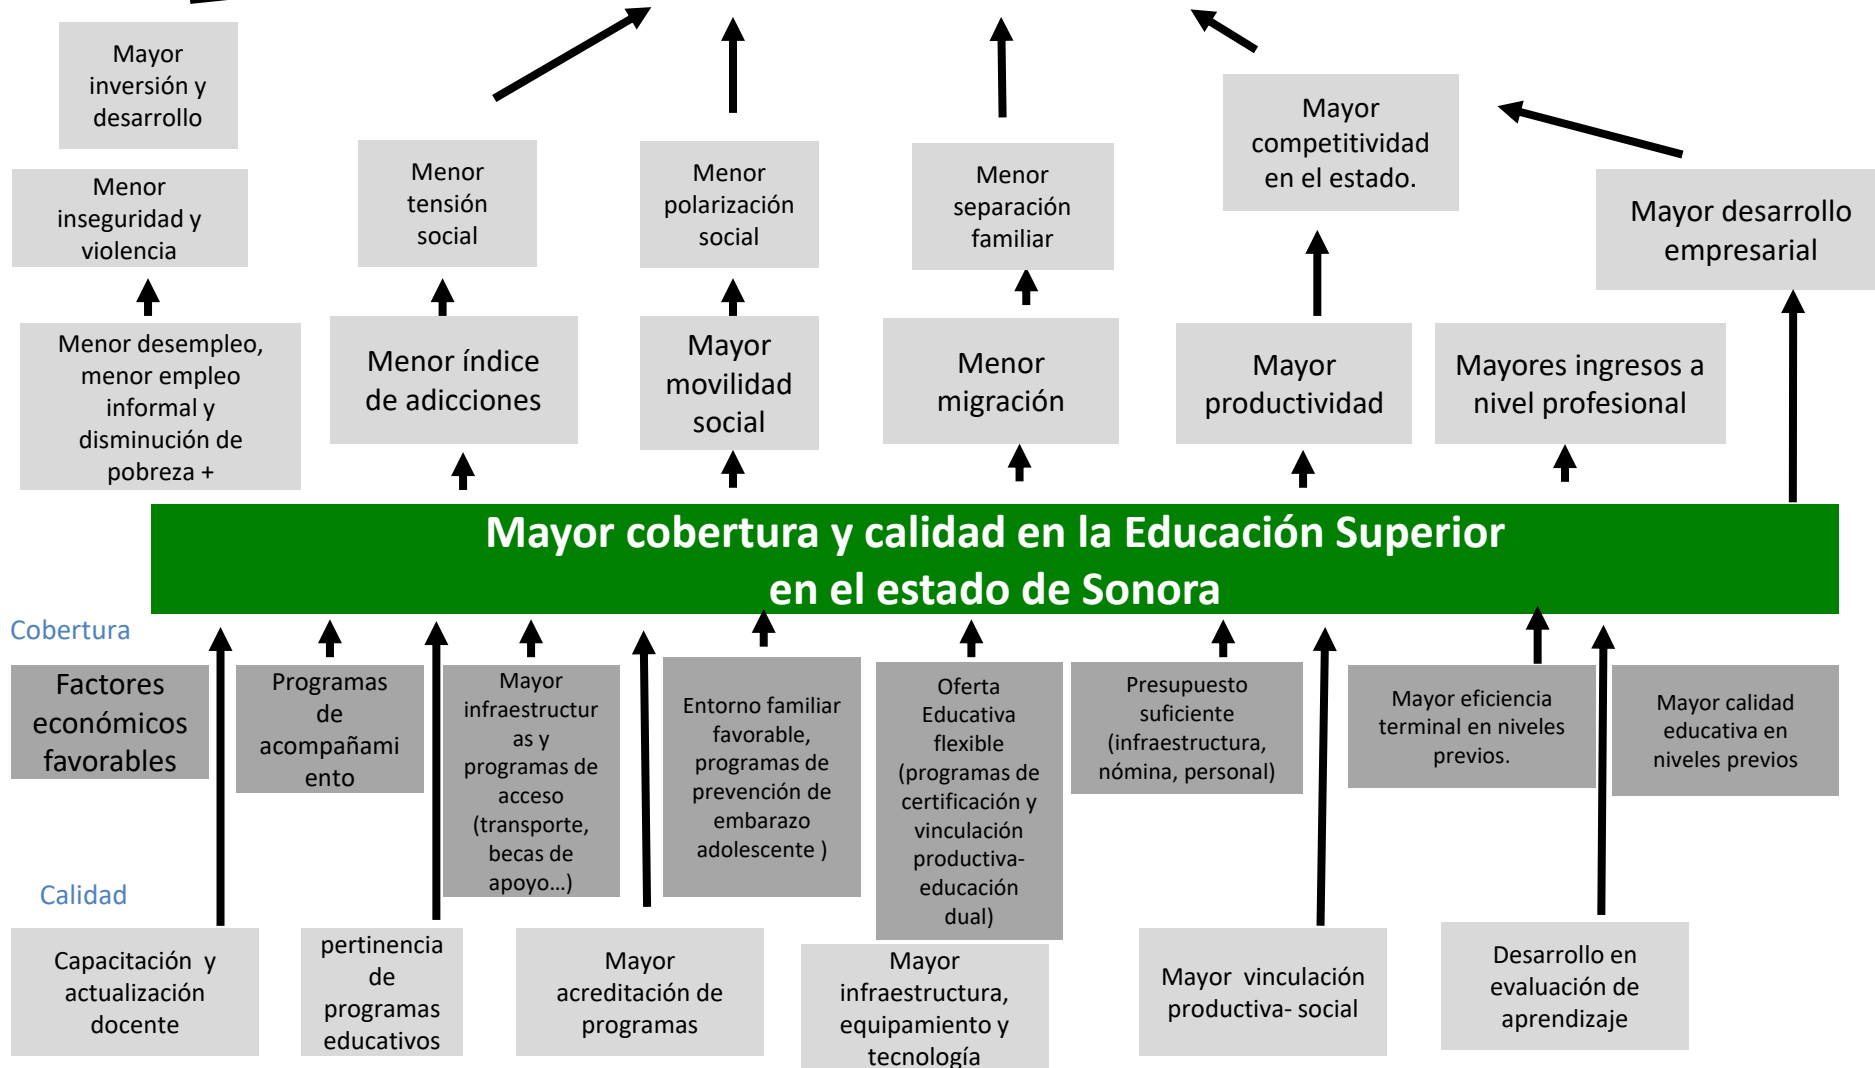 Mayor
inversión y
desarrollo
Menor
inseguridad y
violencia
Menor
tensión
social
Menor
polarización
social
Menor
separación
familiar
Mayor
competitividad
en el estado.
Mayor desarrollo
empresarial
Menor desempleo,
menor empleo
informal y
disminución de
pobreza +
Menor índice
de adicciones
Mayor
movilidad
social
Menor
migración
Mayor
productividad
Mayores ingresos a
nivel profesional
Mayor cobertura y calidad en la Educación Superior
en el estado de Sonora
Cobertura
Factores
económicos
favorables
Programas
de
acompañami
ento
Mayor
infraestructur
as y
programas de
acceso
(transporte,
becas de
apoyo…)
Entorno familiar
favorable,
programas de
prevención de
embarazo
adolescente )
Oferta
Educativa
flexible
(programas de
certificación y
vinculación
productiva-
educación
dual)
Presupuesto
suficiente
(infraestructura,
nómina, personal)
Mayor eficiencia
terminal en niveles
previos.
Mayor calidad
educativa en
niveles previos
Calidad
Capacitación y
actualización
docente
pertinencia
de
programas
educativos
Mayor
acreditación de
programas
Mayor
infraestructura,
equipamiento y
tecnología
Mayor vinculación
productiva- social
Desarrollo en
evaluación de
aprendizaje